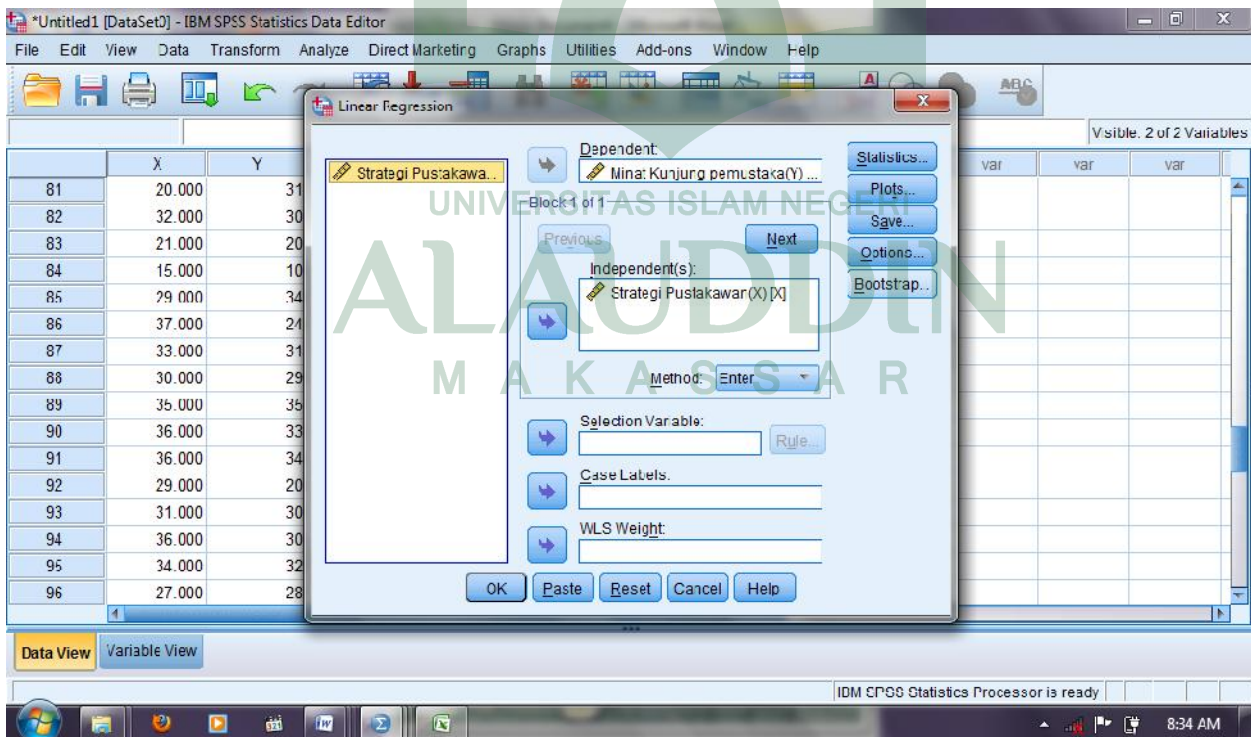 *Untitled1 [DataSet0] - IBM SPSS Statistics Data Editor
File Edit View Data Transform Analyze Direct Marketing Graphs Utilities Add-ons Window Help
Visible: 2 of 2 Variables
X Y var var var
81 20.000 31
82 32.000 30
83 21.000 20
84 15.000 10
85 29.000 34
86 37.000 24
87 33.000 31
88 30.000 29
89 35.000 35
90 36.000 33
91 36.000 34
92 29.000 20
93 31.000 30
94 36.000 30
95 34.000 32
96 27.000 28
Linear Regression
Strategi Pustakawa...
Dependent:
Minat Kunjung pemustaka(Y) ...
Block 1 of 1
Previous Next
Independent(s):
Strategi Pustakawan(X) [X]
Method: Enter
Selection Variable:
Rule...
Case Labels:
WLS Weight:
Statistics...
Plots...
Save...
Options...
Bootstrap...
OK Paste Reset Cancel Help
UNIVERSITAS ISLAM NEGERI
ALAUDDIN
MAKASSAR
Data View Variable View
IBM SPSS Statistics Processor is ready
8:34 AM